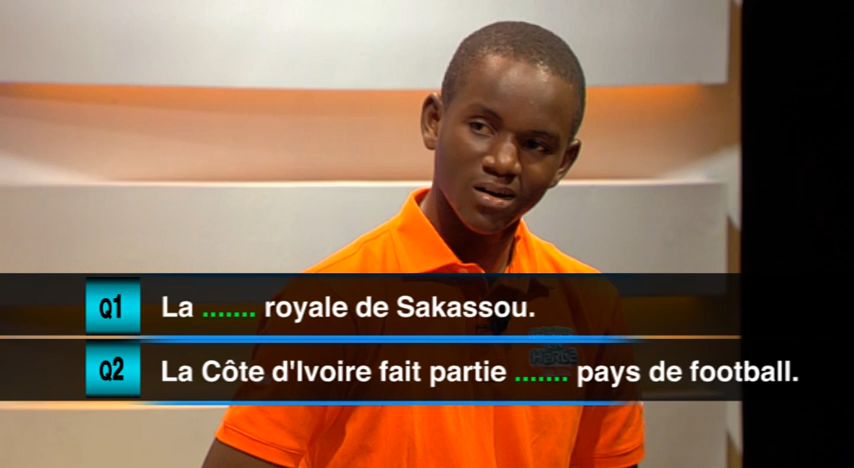 Q1 La ....... royale de Sakassou.
Q2 La Côte d'Ivoire fait partie ....... pays de football.